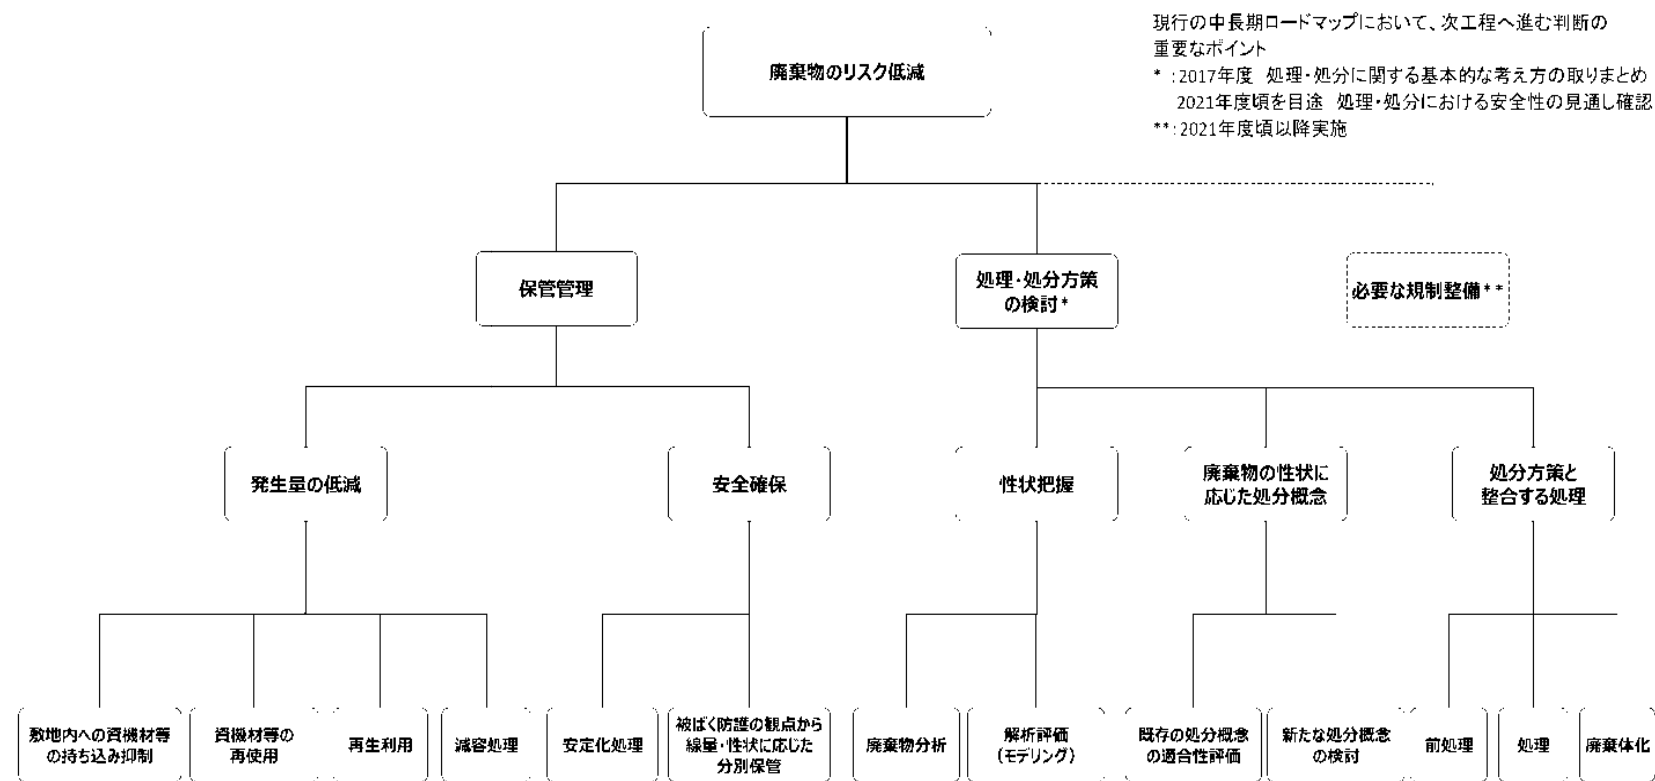 現行の中長期ロードマップにおいて、次工程へ進む判断の
重要なポイント
* :2017年度 処理・処分に関する基本的な考え方の取りまとめ
2021年度頃を目途 処理・処分における安全性の見通し確認
**:2021年度頃以降実施
廃棄物のリスク低減
保管管理
処理・処分方策
の検討*
必要な規制整備**
発生量の低減
安全確保
性状把握
廃棄物の性状に
応じた処分概念
処分方策と
整合する処理
敷地内への資機材等
の持ち込み抑制
資機材等の
再使用
再生利用
減容処理
安定化処理
被ばく防護の観点から
線量・性状に応じた
分別保管
廃棄物分析
解析評価
(モデリング)
既存の処分概念
の適合性評価
新たな処分概念
の検討
前処理
処理
廃棄体化